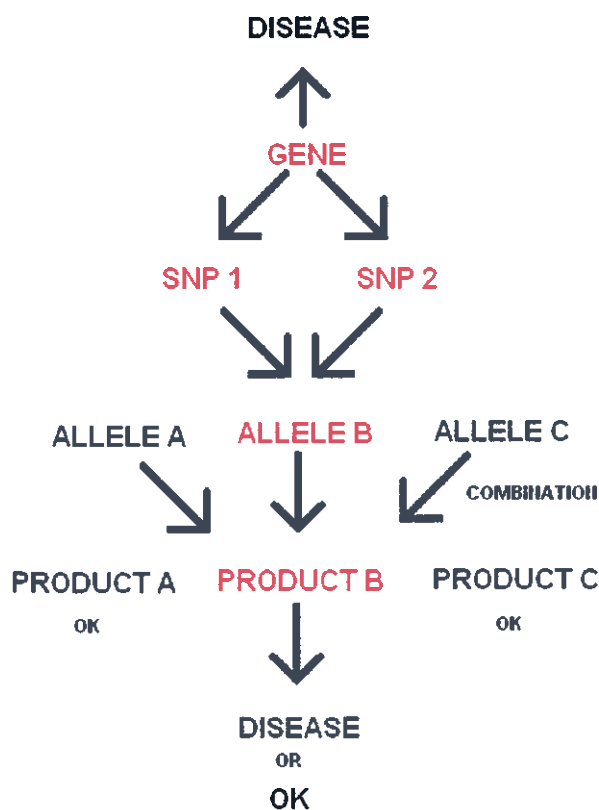 DISEASE
GENE
SNP 1 SNP 2
ALLELE A ALLELE B ALLELE C
COMBINATION
PRODUCT A PRODUCT B PRODUCT C
OK OK
DISEASE
OR
OK